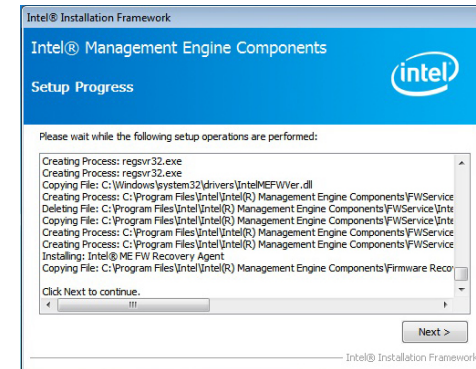 Intel® Installation Framework
Intel® Management Engine Components
intel
Setup Progress
Please wait while the following setup operations are performed:
Creating Process: regsvr32.exe
Creating Process: regsvr32.exe
Copying File: C:\Windows\system32\drivers\IntelMEFWVer.dll
Creating Process: C:\Program Files\Intel\Intel(R) Management Engine Components\FWService
Deleting File: C:\Program Files\Intel\Intel(R) Management Engine Components\FWService\Inte
Copying File: C:\Program Files\Intel\Intel(R) Management Engine Components\FWService
Creating Process: C:\Program Files\Intel\Intel(R) Management Engine Components\FWService
Creating Process: C:\Program Files\Intel\Intel(R) Management Engine Components\FWService
Installing: Intel® ME FW Recovery Agent
Copying File: C:\Program Files\Intel\Intel(R) Management Engine Components\Firmware Reco
Click Next to continue.
Next >
Intel® Installation Framework